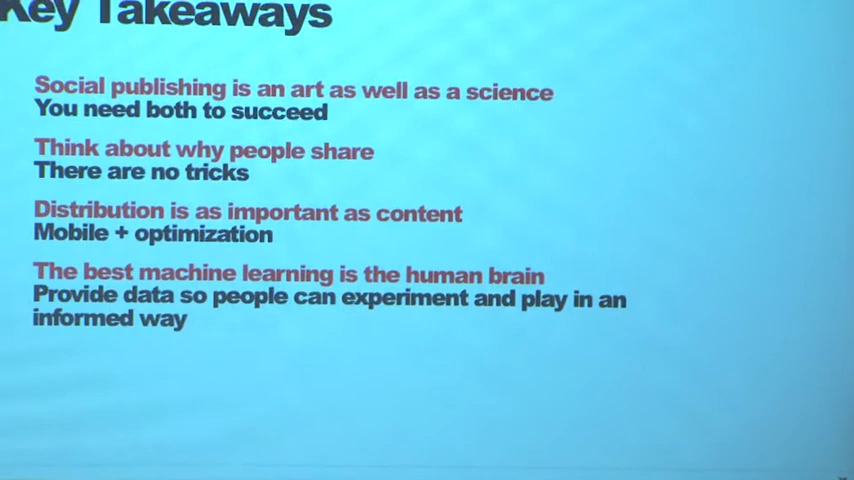 Key Takeaways
Social publishing is an art as well as a science
You need both to succeed
Think about why people share
There are no tricks
Distribution is as important as content
Mobile + optimization
The best machine learning is the human brain
Provide data so people can experiment and play in an
informed way